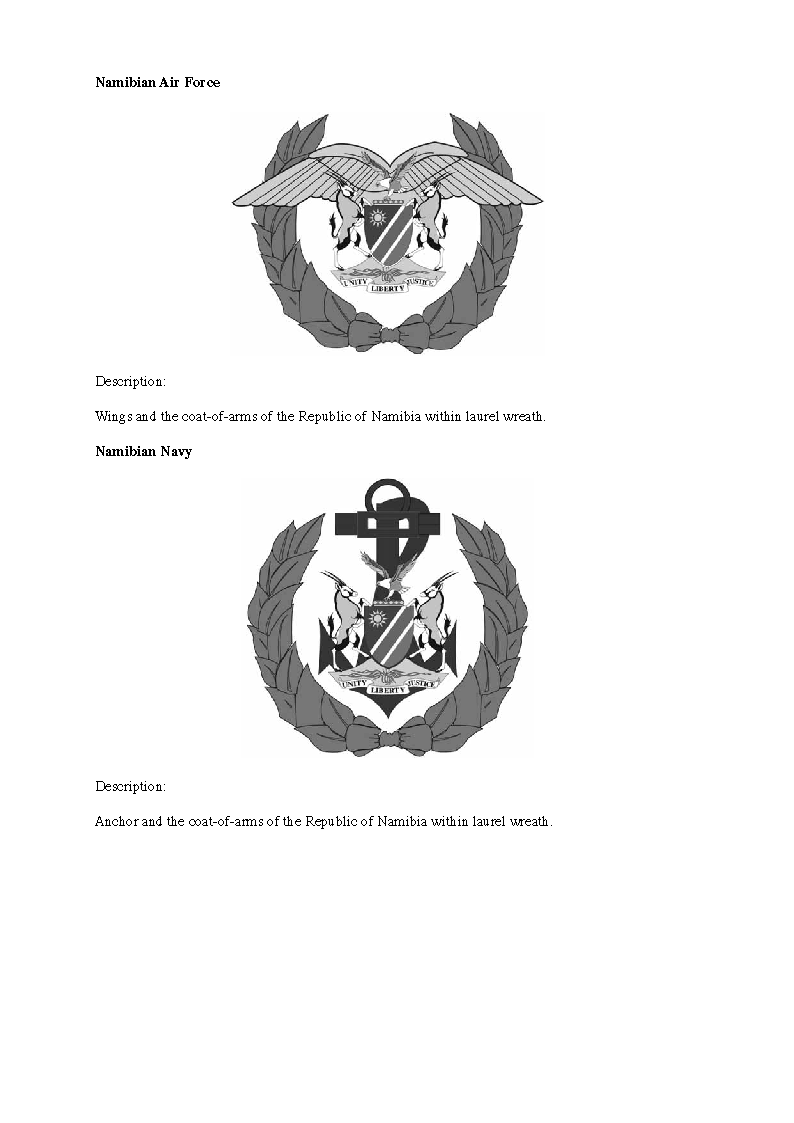 Namibian Air Force
UNITY LIBERTY JUSTICE
Description:
Wings and the coat-of-arms of the Republic of Namibia within laurel wreath.
Namibian Navy
UNITY LIBERTY JUSTICE
Description:
Anchor and the coat-of-arms of the Republic of Namibia within laurel wreath.